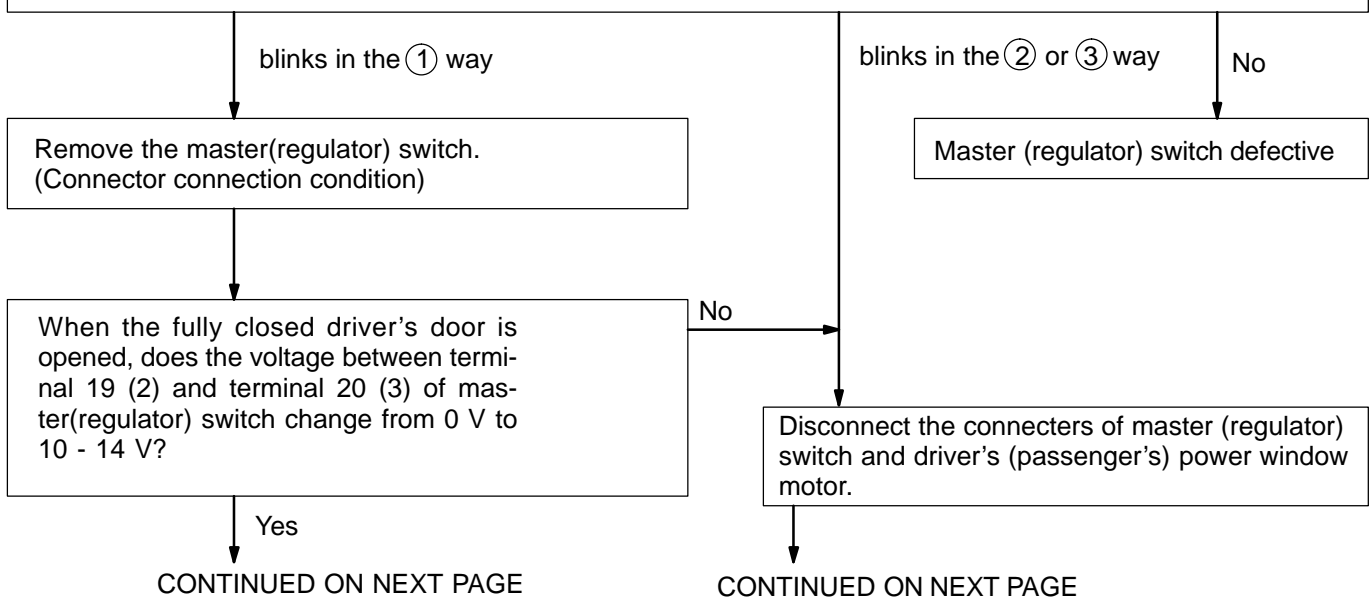 blinks in the ① way
blinks in the ② or ③ way
No
Remove the master(regulator) switch.
(Connector connection condition)
Master (regulator) switch defective
When the fully closed driver's door is
opened, does the voltage between termi-
nal 19 (2) and terminal 20 (3) of mas-
ter(regulator) switch change from 0 V to
10 - 14 V?
No
Disconnect the connecters of master (regulator)
switch and driver's (passenger's) power window
motor.
Yes
CONTINUED ON NEXT PAGE
CONTINUED ON NEXT PAGE